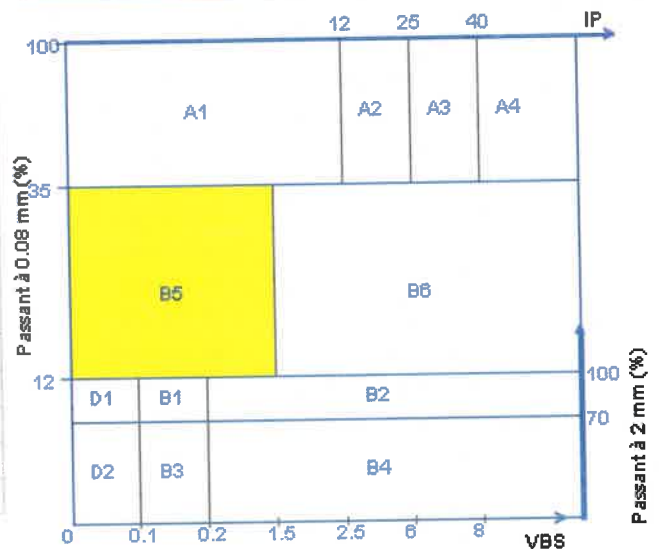 12 25 40 IP
100
A1 A2 A3 A4
35
Passant à 0.08 mm (%)
B5 B6
12 100
D1 B1 B2
70
D2 B3 B4
Passant à 2 mm (%)
0 0.1 0.2 1.5 2.5 6 8 VBS